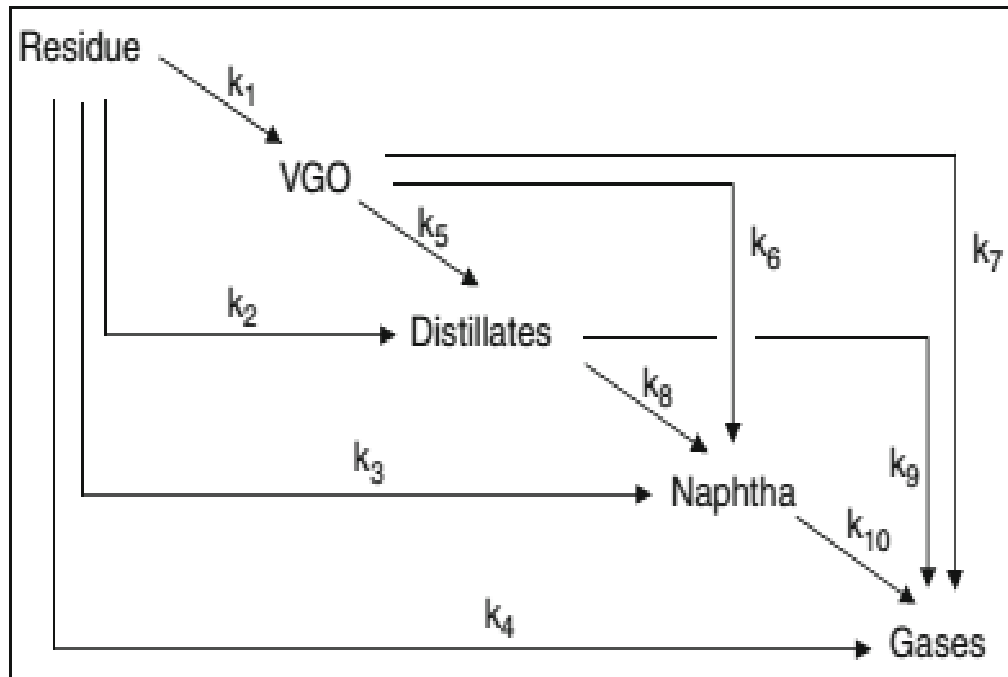 Residue
k₁
VGO
k₅
k₆
k₇
k₂
Distillates
k₈
k₃
Naphtha
k₉
k₁₀
k₄
Gases